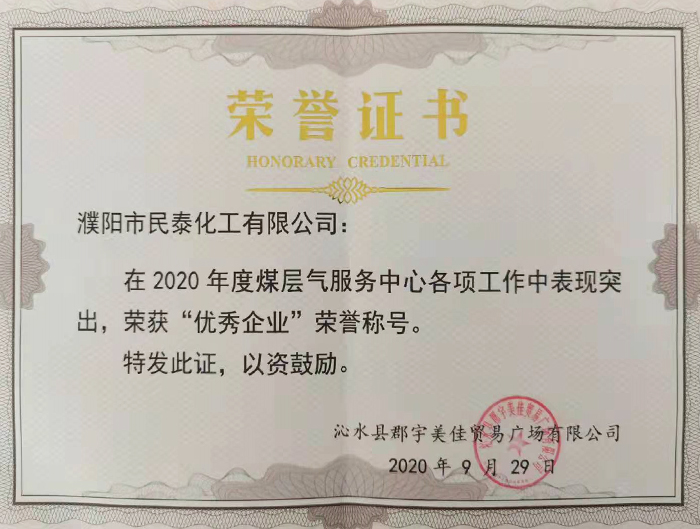 荣誉证书
HONORARY CREDENTIAL
濮阳市民泰化工有限公司：
在 2020 年度煤层气服务中心各项工作中表现突
出，荣获“优秀企业”荣誉称号。
特发此证，以资鼓励。
沁水县郡宇美佳贸易广场有限公司
2020 年 9 月 29 日